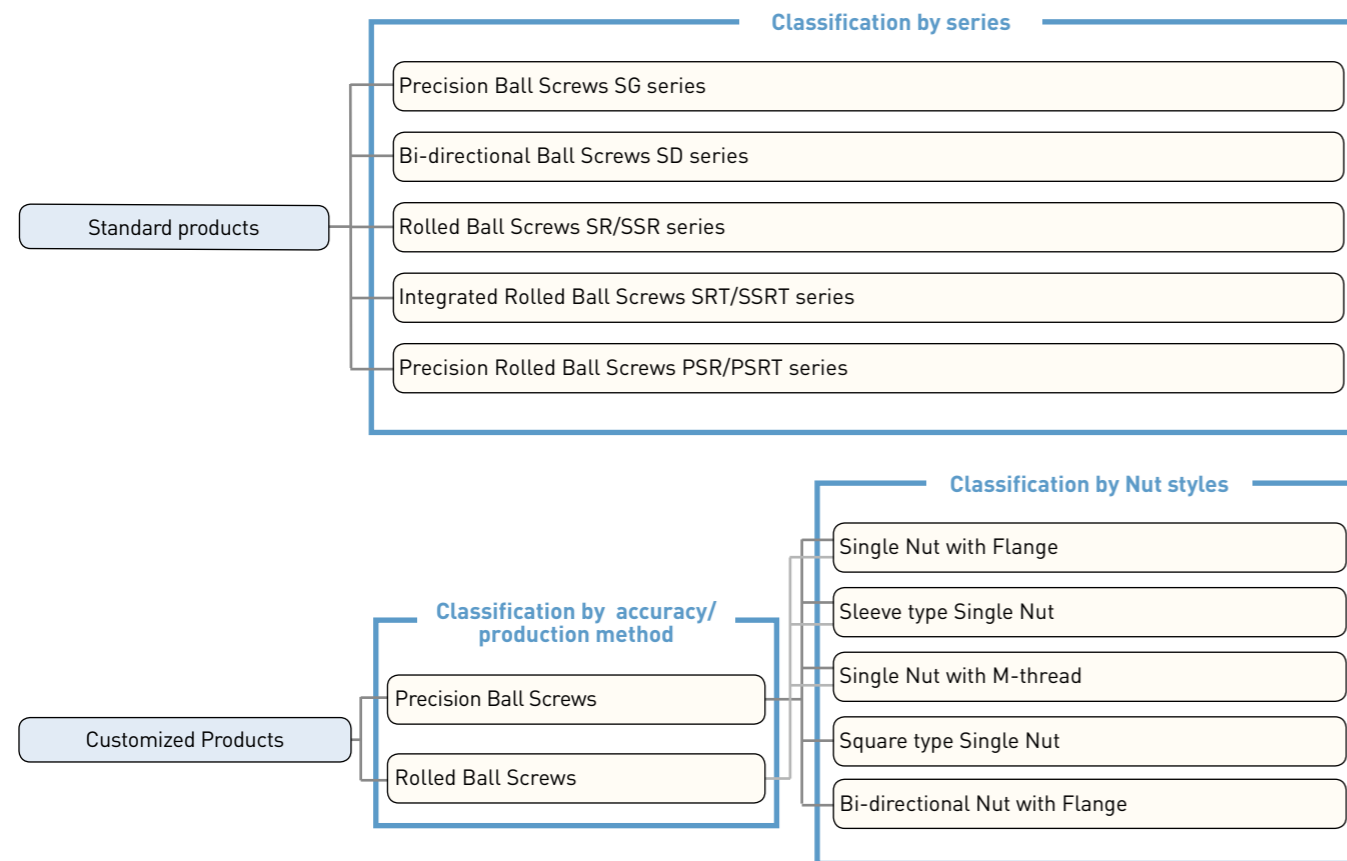 Classification by series
Precision Ball Screws SG series
Bi-directional Ball Screws SD series
Standard products
Rolled Ball Screws SR/SSR series
Integrated Rolled Ball Screws SRT/SSRT series
Precision Rolled Ball Screws PSR/PSRT series
Classification by Nut styles
Single Nut with Flange
Classification by accuracy/
production method
Sleeve type Single Nut
Single Nut with M-thread
Precision Ball Screws
Customized Products
Square type Single Nut
Rolled Ball Screws
Bi-directional Nut with Flange